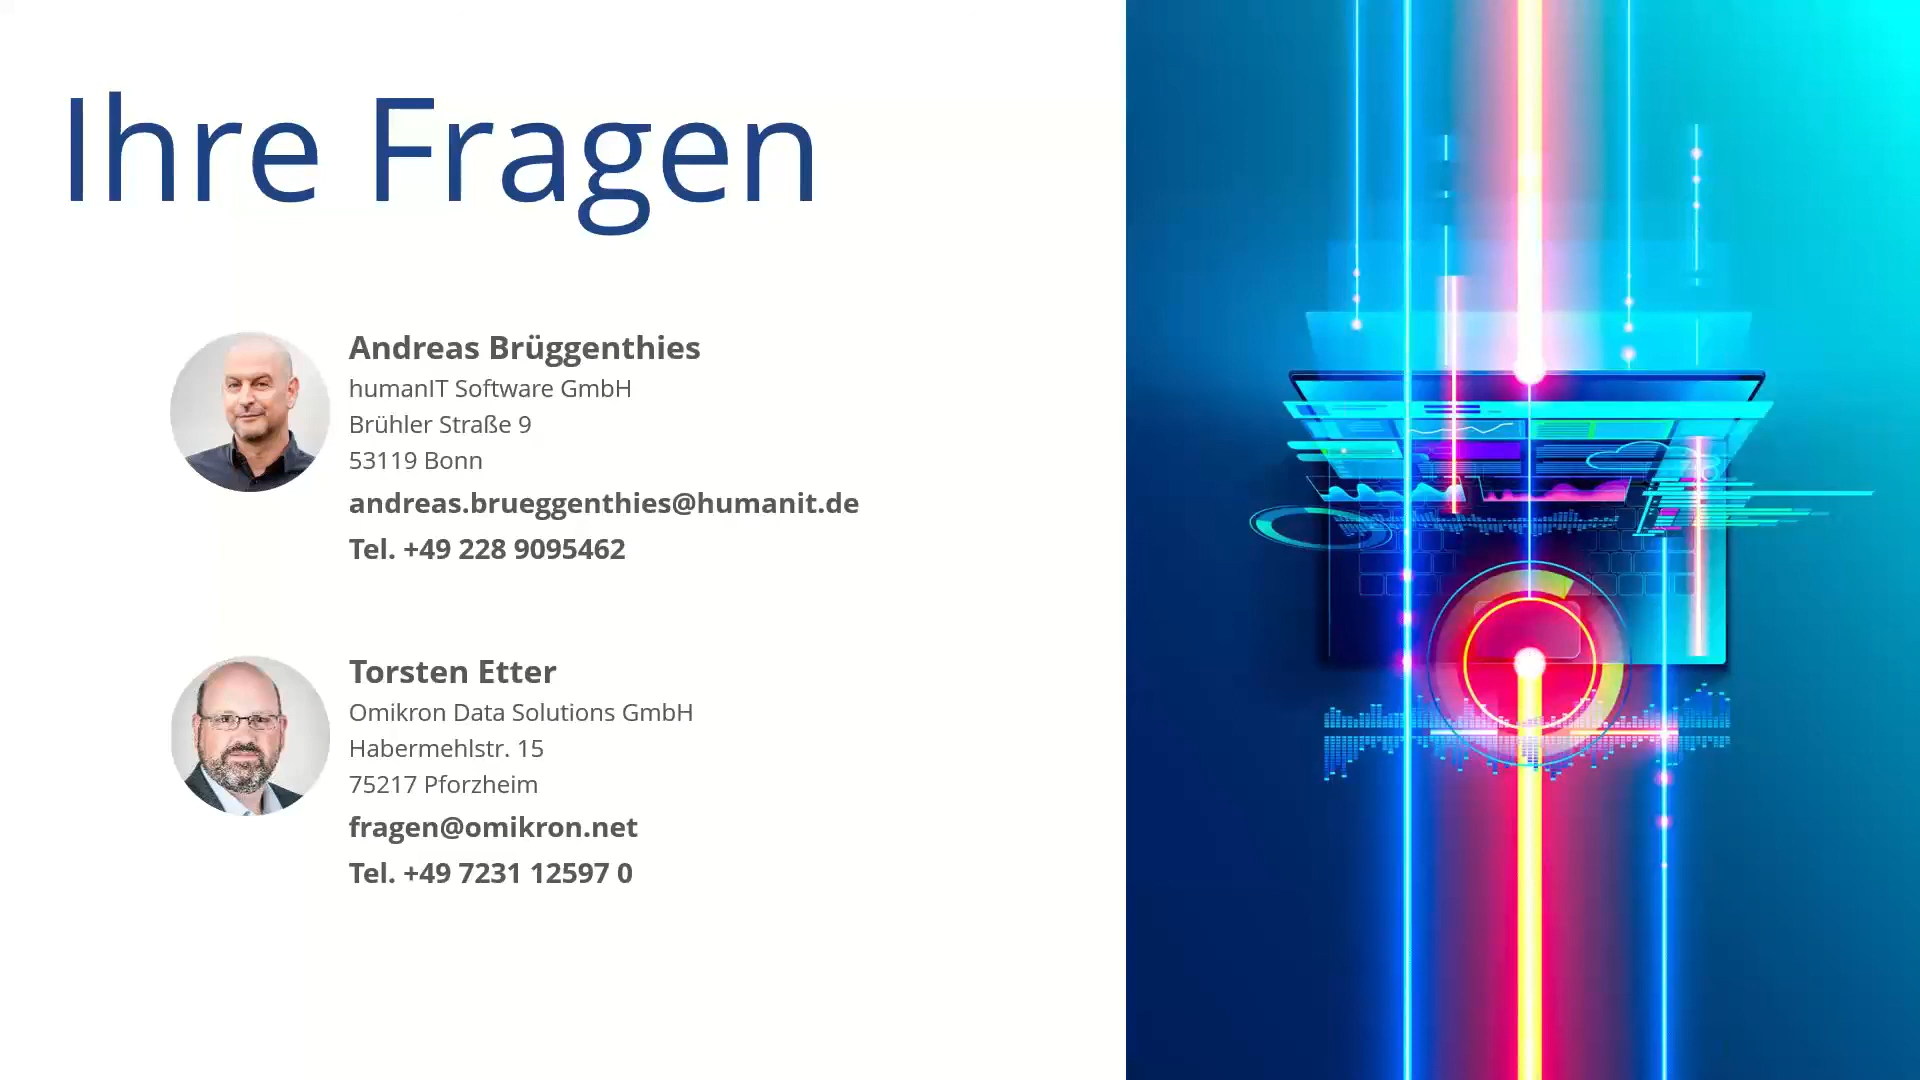 Ihre Fragen
Andreas Brüggenthies
humanIT Software GmbH
Brühler Straße 9
53119 Bonn
andreas.brueggenthies@humanit.de
Tel. +49 228 9095462
Torsten Etter
Omikron Data Solutions GmbH
Habermehlstr. 15
75217 Pforzheim
fragen@omikron.net
Tel. +49 7231 12597 0